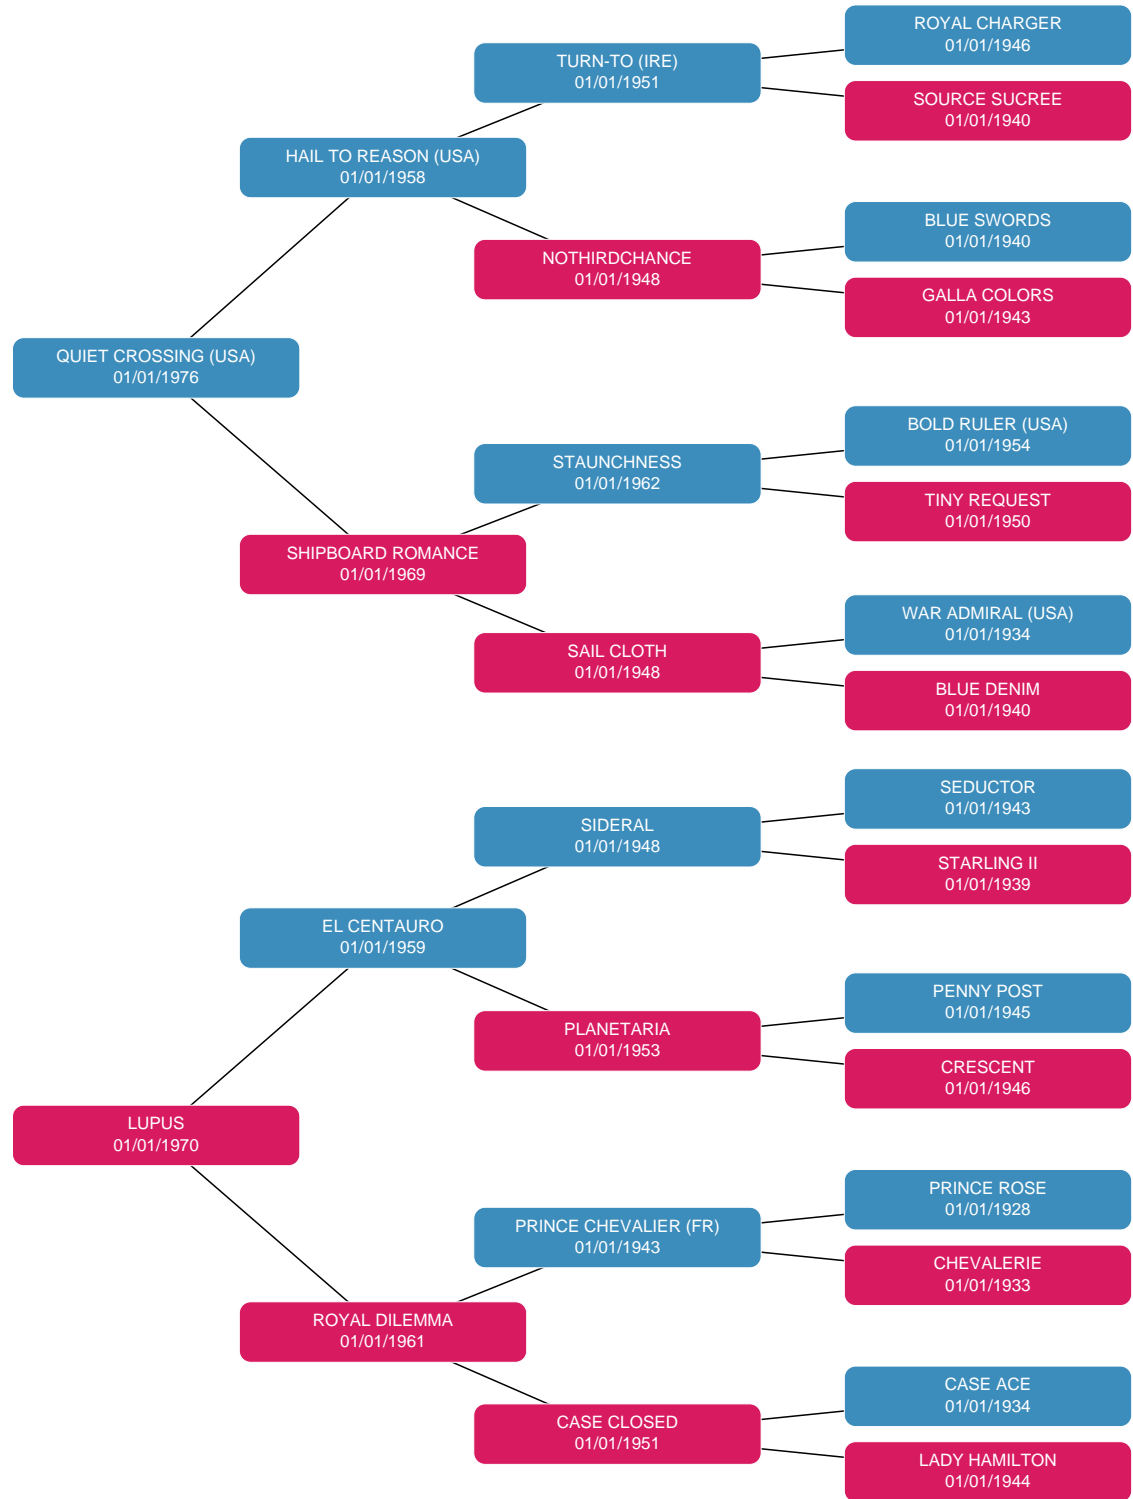 ROYAL CHARGER
01/01/1946
TURN-TO (IRE)
01/01/1951
SOURCE SUCREE
01/01/1940
HAIL TO REASON (USA)
01/01/1958
BLUE SWORDS
01/01/1940
NOTHIRDCHANCE
01/01/1948
GALLA COLORS
01/01/1943
QUIET CROSSING (USA)
01/01/1976
BOLD RULER (USA)
01/01/1954
STAUNCHNESS
01/01/1962
TINY REQUEST
01/01/1950
SHIPBOARD ROMANCE
01/01/1969
WAR ADMIRAL (USA)
01/01/1934
SAIL CLOTH
01/01/1948
BLUE DENIM
01/01/1940
SEDUCTOR
01/01/1943
SIDERAL
01/01/1948
STARLING II
01/01/1939
EL CENTAURO
01/01/1959
PENNY POST
01/01/1945
PLANETARIA
01/01/1953
CRESCENT
01/01/1946
LUPUS
01/01/1970
PRINCE ROSE
01/01/1928
PRINCE CHEVALIER (FR)
01/01/1943
CHEVALERIE
01/01/1933
ROYAL DILEMMA
01/01/1961
CASE ACE
01/01/1934
CASE CLOSED
01/01/1951
LADY HAMILTON
01/01/1944